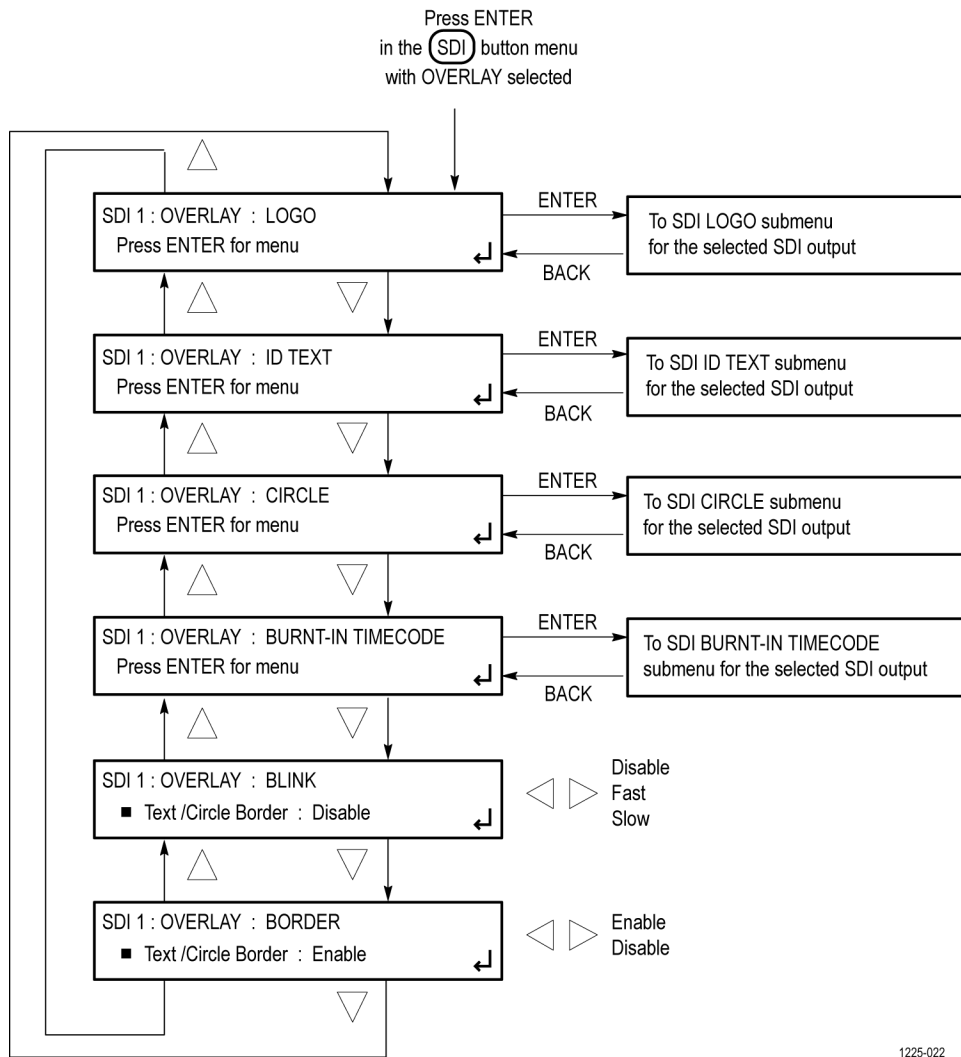 Press ENTER
in the SDI button menu
with OVERLAY selected
SDI 1 : OVERLAY : LOGO
Press ENTER for menu
ENTER
BACK
To SDI LOGO submenu
for the selected SDI output
SDI 1 : OVERLAY : ID TEXT
Press ENTER for menu
ENTER
BACK
To SDI ID TEXT submenu
for the selected SDI output
SDI 1 : OVERLAY : CIRCLE
Press ENTER for menu
ENTER
BACK
To SDI CIRCLE submenu
for the selected SDI output
SDI 1 : OVERLAY : BURNT-IN TIMECODE
Press ENTER for menu
ENTER
BACK
To SDI BURNT-IN TIMECODE
submenu for the selected SDI output
SDI 1 : OVERLAY : BLINK
■ Text /Circle Border : Disable
Disable
Fast
Slow
SDI 1 : OVERLAY : BORDER
■ Text /Circle Border : Enable
Enable
Disable
1225-022